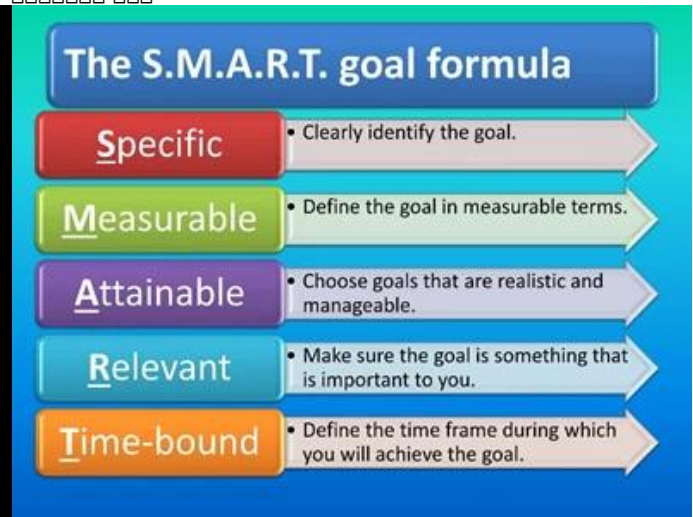 The S.M.A.R.T. goal formula
Specific
• Clearly identify the goal.
Measurable
• Define the goal in measurable terms.
Attainable
• Choose goals that are realistic and
manageable.
Relevant
• Make sure the goal is something that
is important to you.
Time-bound
• Define the time frame during which
you will achieve the goal.